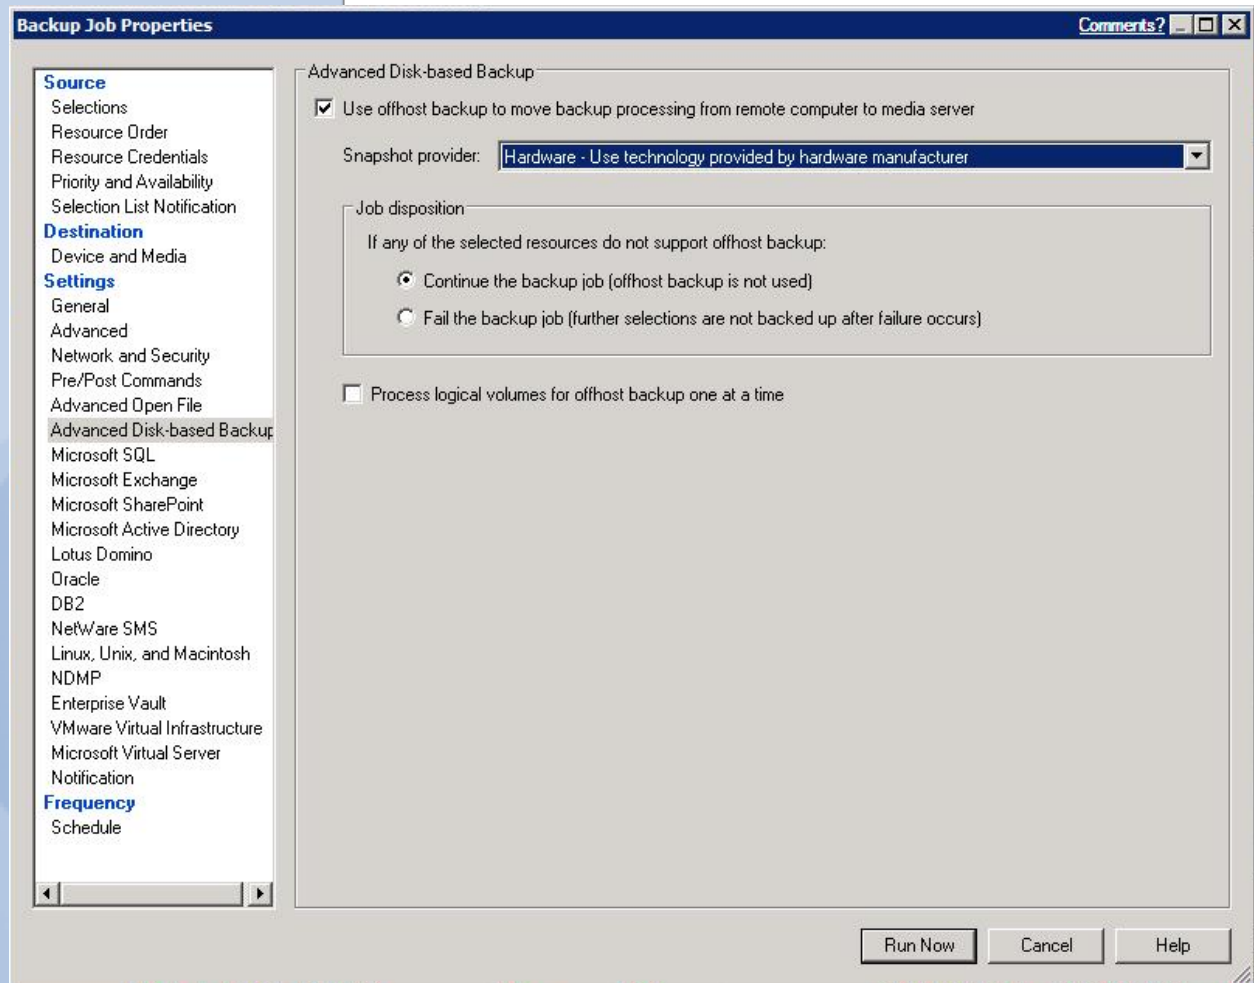 Backup Job Properties
Comments?
Source
Selections
Resource Order
Resource Credentials
Priority and Availability
Selection List Notification
Destination
Device and Media
Settings
General
Advanced
Network and Security
Pre/Post Commands
Advanced Open File
Advanced Disk-based Backup
Microsoft SQL
Microsoft Exchange
Microsoft SharePoint
Microsoft Active Directory
Lotus Domino
Oracle
DB2
NetWare SMS
Linux, Unix, and Macintosh
NDMP
Enterprise Vault
VMware Virtual Infrastructure
Microsoft Virtual Server
Notification
Frequency
Schedule
Advanced Disk-based Backup
Use offhost backup to move backup processing from remote computer to media server
Snapshot provider: Hardware - Use technology provided by hardware manufacturer
Job disposition
If any of the selected resources do not support offhost backup:
Continue the backup job (offhost backup is not used)
Fail the backup job (further selections are not backed up after failure occurs)
Process logical volumes for offhost backup one at a time
Run Now Cancel Help